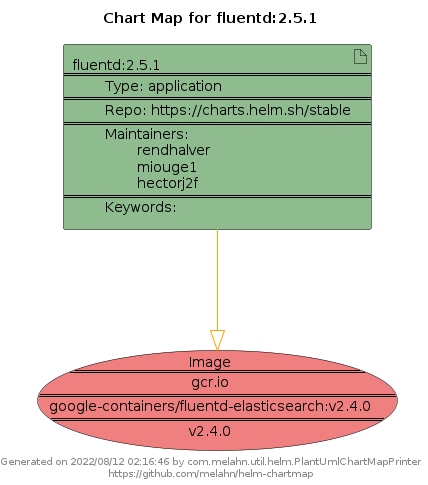 Chart Map for fluentd:2.5.1
fluentd:2.5.1
Type: application
Repo: https://charts.helm.sh/stable
Maintainers:
rendhalver
miouge1
hectorj2f
Keywords:
Image
gcr.io
google-containers/fluentd-elasticsearch:v2.4.0
v2.4.0
Generated on 2022/08/12 02:16:46 by com.melahn.util.helm.PlantUmlChartMapPrinter
https://github.com/melahn/helm-chartmap